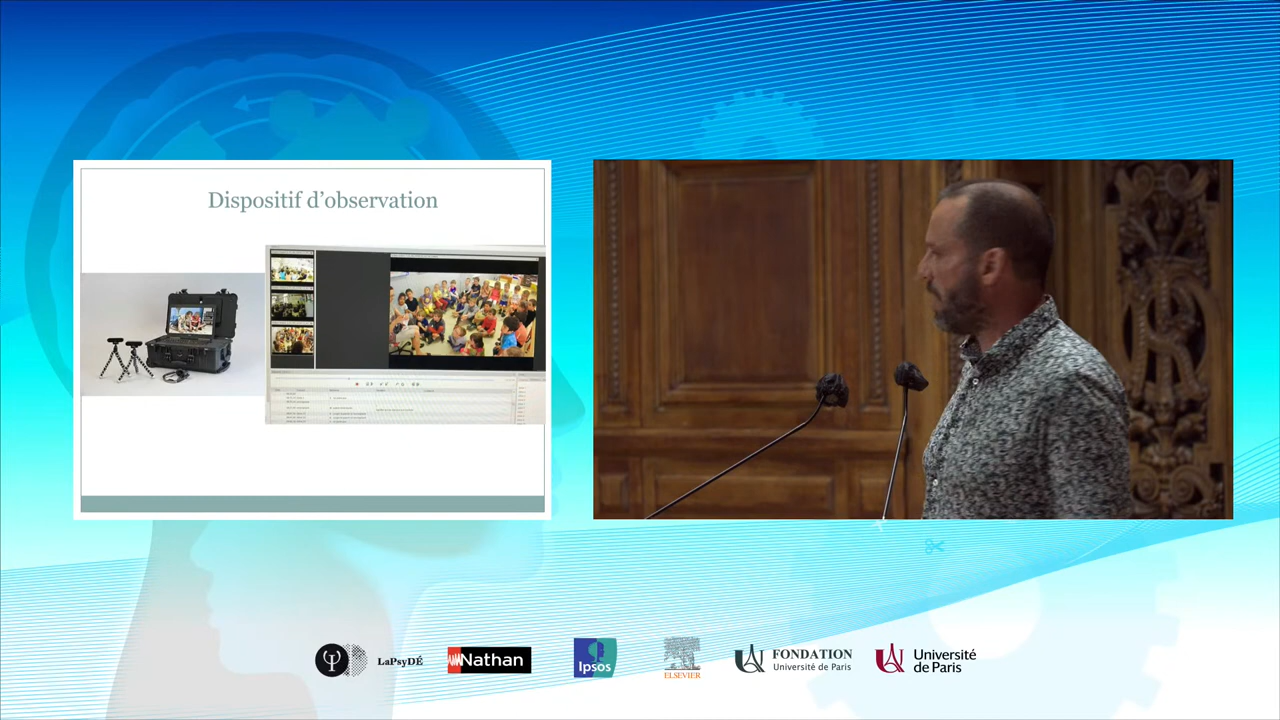 Dispositif d'observation
LaPsyDÉ
Nathan
Ipsos
ELSEVIER
FONDATION
Université de Paris
Université
de Paris